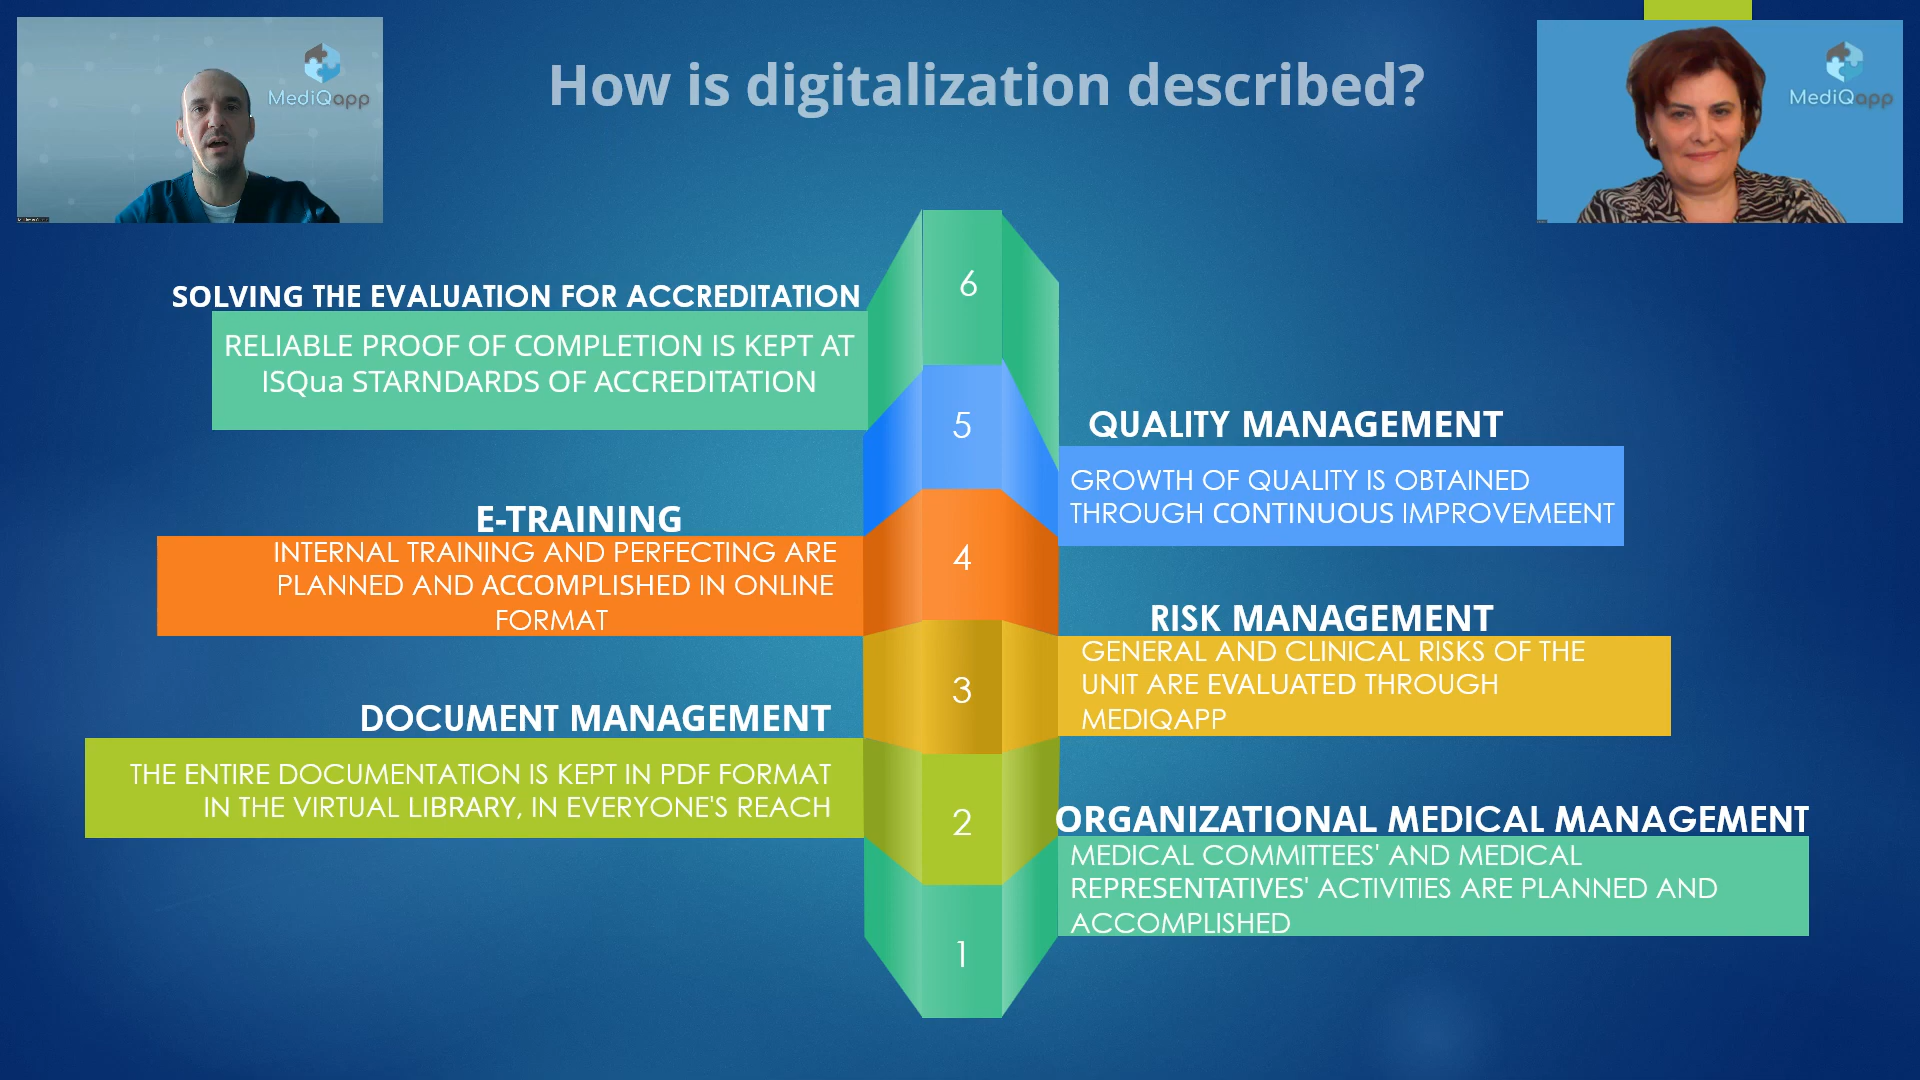 MediQapp
How is digitalization described?
MediQapp
6
SOLVING THE EVALUATION FOR ACCREDITATION
RELIABLE PROOF OF COMPLETION IS KEPT AT
ISQua STARNDARDS OF ACCREDITATION
5
QUALITY MANAGEMENT
GROWTH OF QUALITY IS OBTAINED
THROUGH CONTINUOUS IMPROVEMEENT
E-TRAINING
INTERNAL TRAINING AND PERFECTING ARE
PLANNED AND ACCOMPLISHED IN ONLINE
FORMAT
4
RISK MANAGEMENT
GENERAL AND CLINICAL RISKS OF THE
UNIT ARE EVALUATED THROUGH
MEDIQAPP
3
DOCUMENT MANAGEMENT
THE ENTIRE DOCUMENTATION IS KEPT IN PDF FORMAT
IN THE VIRTUAL LIBRARY, IN EVERYONE'S REACH
2
ORGANIZATIONAL MEDICAL MANAGEMENT
MEDICAL COMMITTEES' AND MEDICAL
REPRESENTATIVES' ACTIVITIES ARE PLANNED AND
ACCOMPLISHED
1